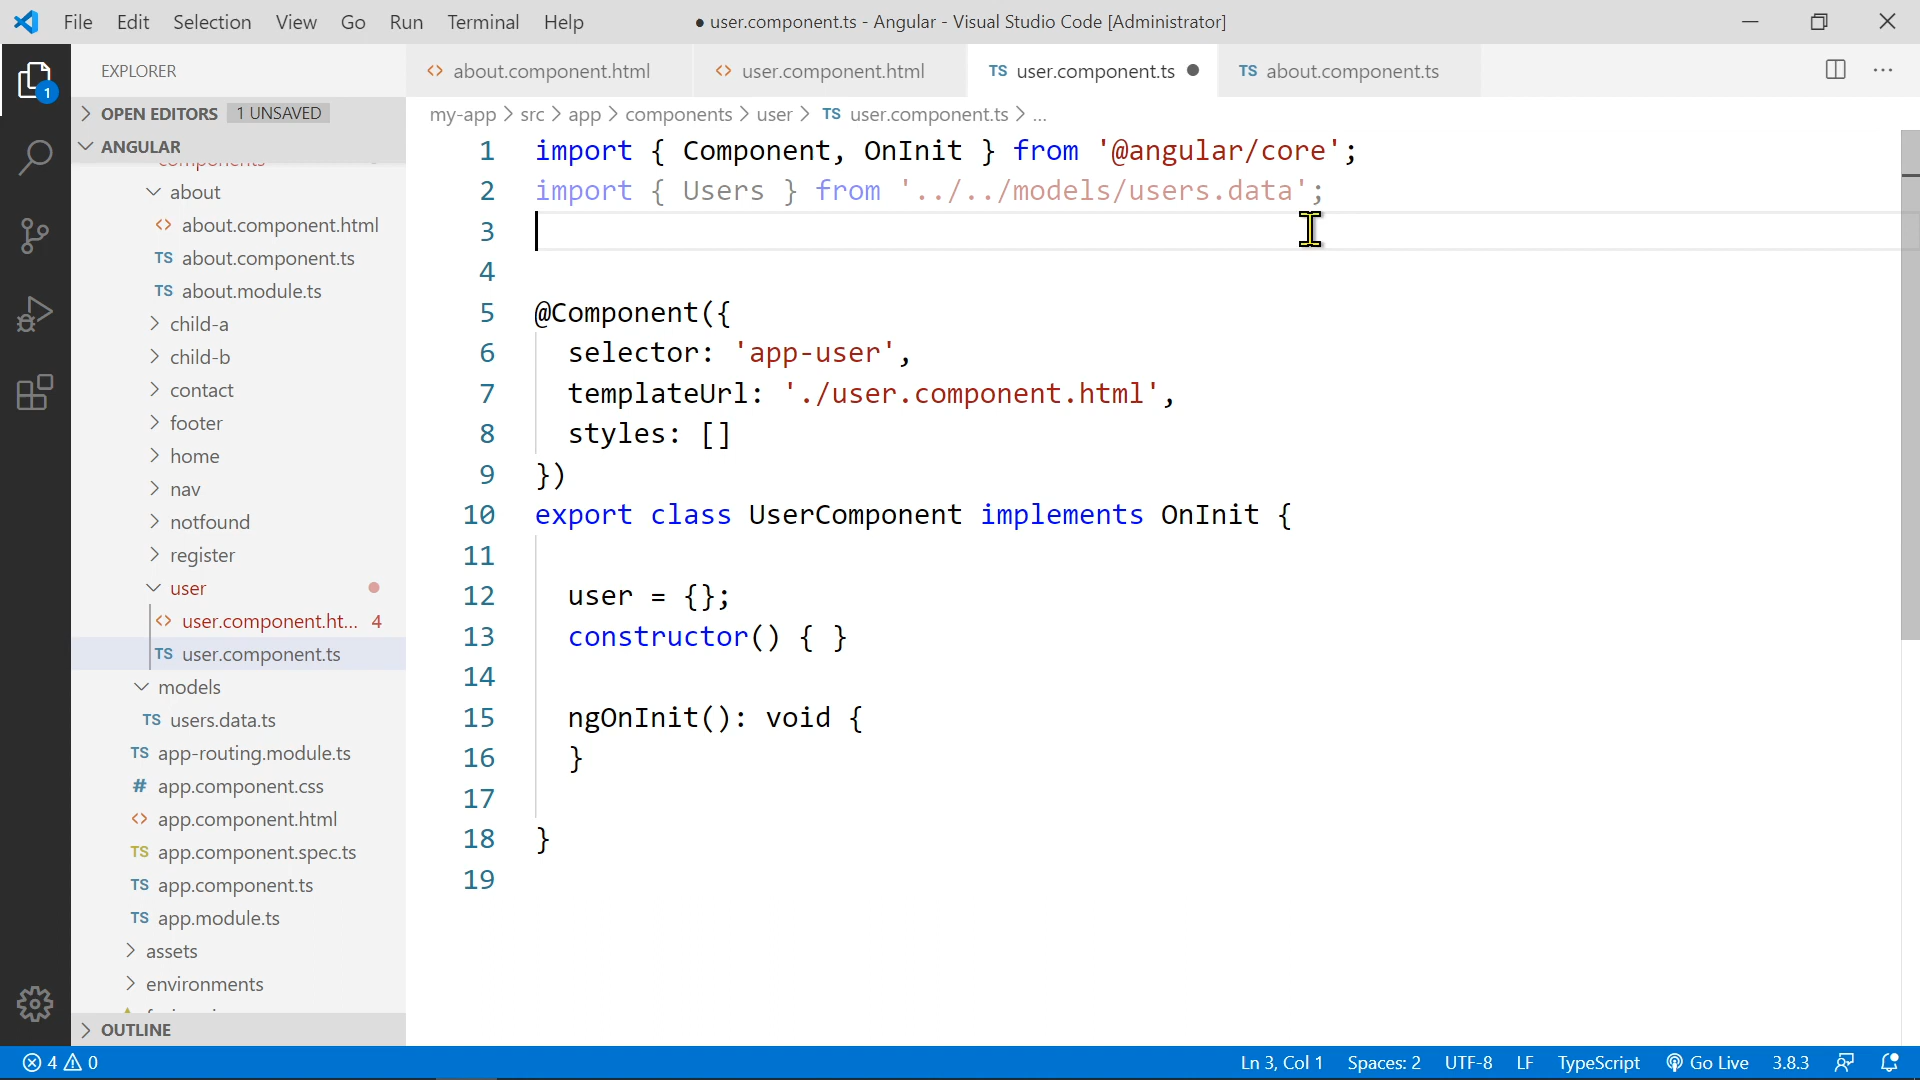 File Edit Selection View Go Run Terminal Help ● user.component.ts - Angular - Visual Studio Code [Administrator]
EXPLORER
1
OPEN EDITORS 1 UNSAVED
ANGULAR
components
about
<> about.component.html
TS about.component.ts
TS about.module.ts
child-a
child-b
contact
footer
home
nav
notfound
register
user
<> user.component.ht... 4
TS user.component.ts
models
TS users.data.ts
TS app-routing.module.ts
# app.component.css
<> app.component.html
TS app.component.spec.ts
TS app.component.ts
TS app.module.ts
assets
environments
OUTLINE
<> about.component.html <> user.component.html TS user.component.ts ● TS about.component.ts ...
my-app > src > app > components > user > TS user.component.ts > ...
1 import { Component, OnInit } from '@angular/core';
2 import { Users } from '../../models/users.data';
3
4
5 @Component({
6 selector: 'app-user',
7 templateUrl: './user.component.html',
8 styles: []
9 })
10 export class UserComponent implements OnInit {
11
12 user = {};
13 constructor() { }
14
15 ngOnInit(): void {
16 }
17
18 }
19
4 0 Ln 3, Col 1 Spaces: 2 UTF-8 LF TypeScript Go Live 3.8.3